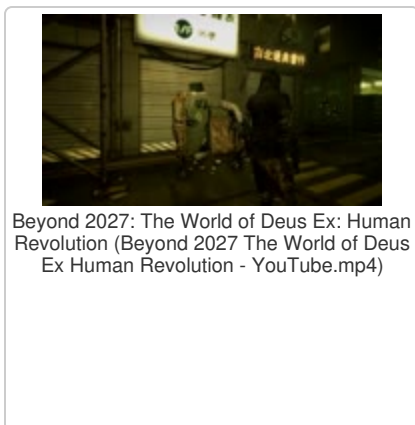 Beyond 2027: The World of Deus Ex: Human
Revolution (Beyond 2027 The World of Deus
Ex Human Revolution - YouTube.mp4)